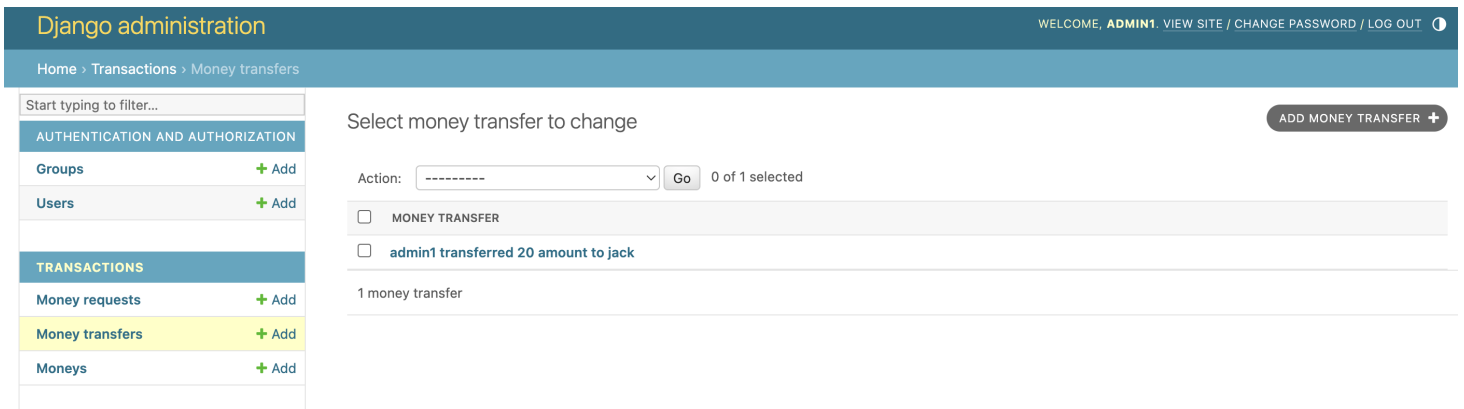 Django administration
WELCOME, ADMIN1. VIEW SITE / CHANGE PASSWORD / LOG OUT
Home › Transactions › Money transfers
Start typing to filter...
AUTHENTICATION AND AUTHORIZATION
Groups + Add
Users + Add
TRANSACTIONS
Money requests + Add
Money transfers + Add
Moneys + Add
Select money transfer to change
ADD MONEY TRANSFER +
Action: --------- Go 0 of 1 selected
MONEY TRANSFER
admin1 transferred 20 amount to jack
1 money transfer